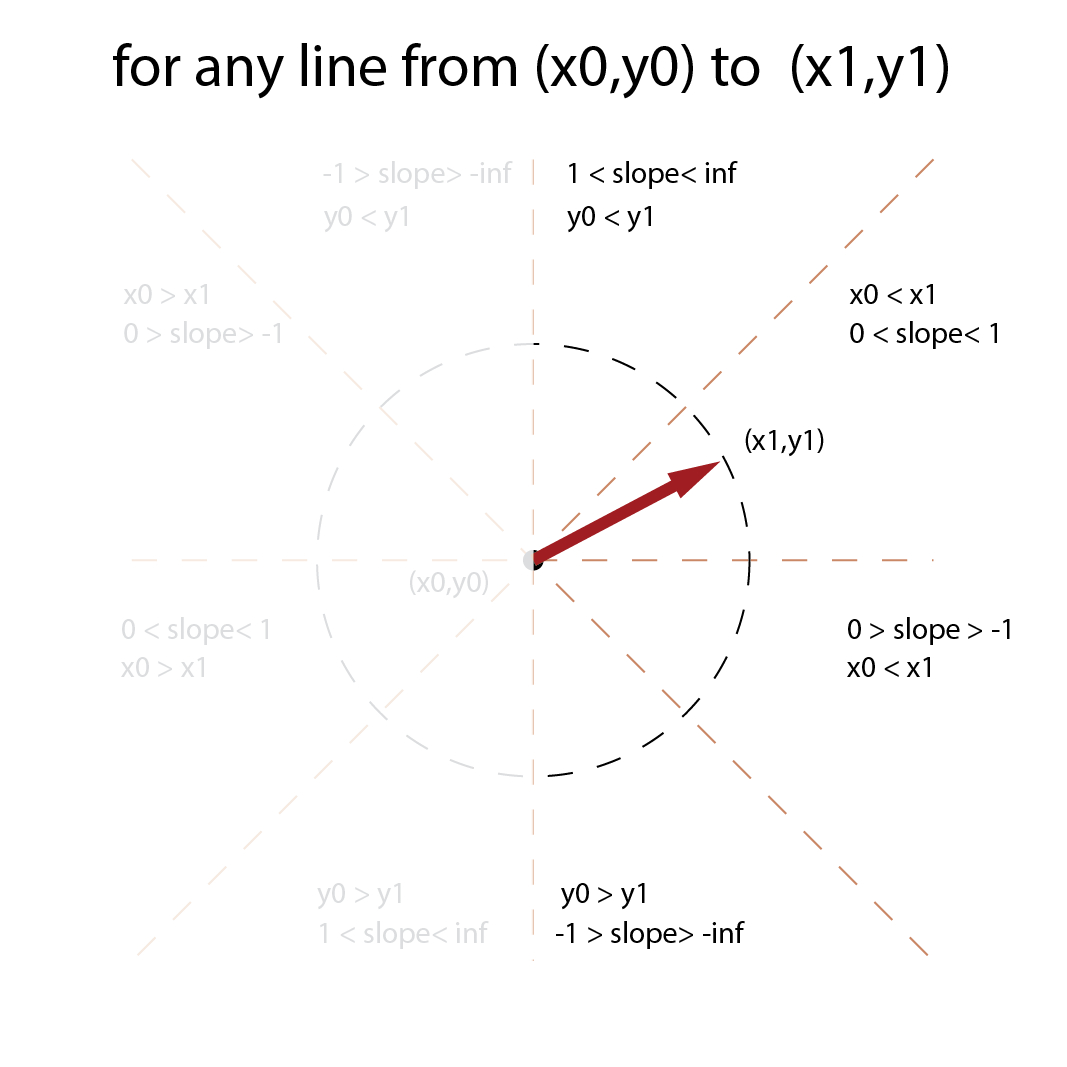 for any line from (x0,y0) to  (x1,y1)
-1 > slope> -inf
y0 < y1
1 < slope< inf
y0 < y1
x0 > x1
0 > slope> -1
x0 < x1
0 < slope< 1
(x1,y1)
(x0,y0)
0 < slope< 1
x0 > x1
0 > slope > -1
x0 < x1
y0 > y1
1 < slope< inf
y0 > y1
-1 > slope> -inf